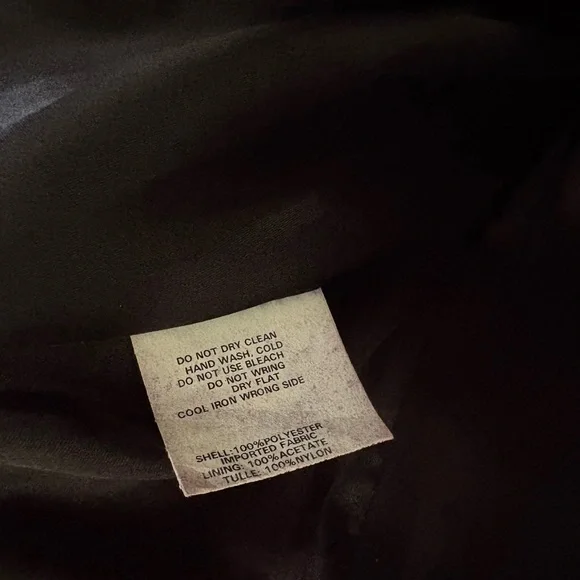 DO NOT DRY CLEAN
HAND WASH, COLD
DO NOT USE BLEACH
DO NOT WRING
DRY FLAT
COOL IRON WRONG SIDE
SHELL:100%POLYESTER
IMPORTED FABRIC
LINING: 100%ACETATE
TULLE: 100%NYLON